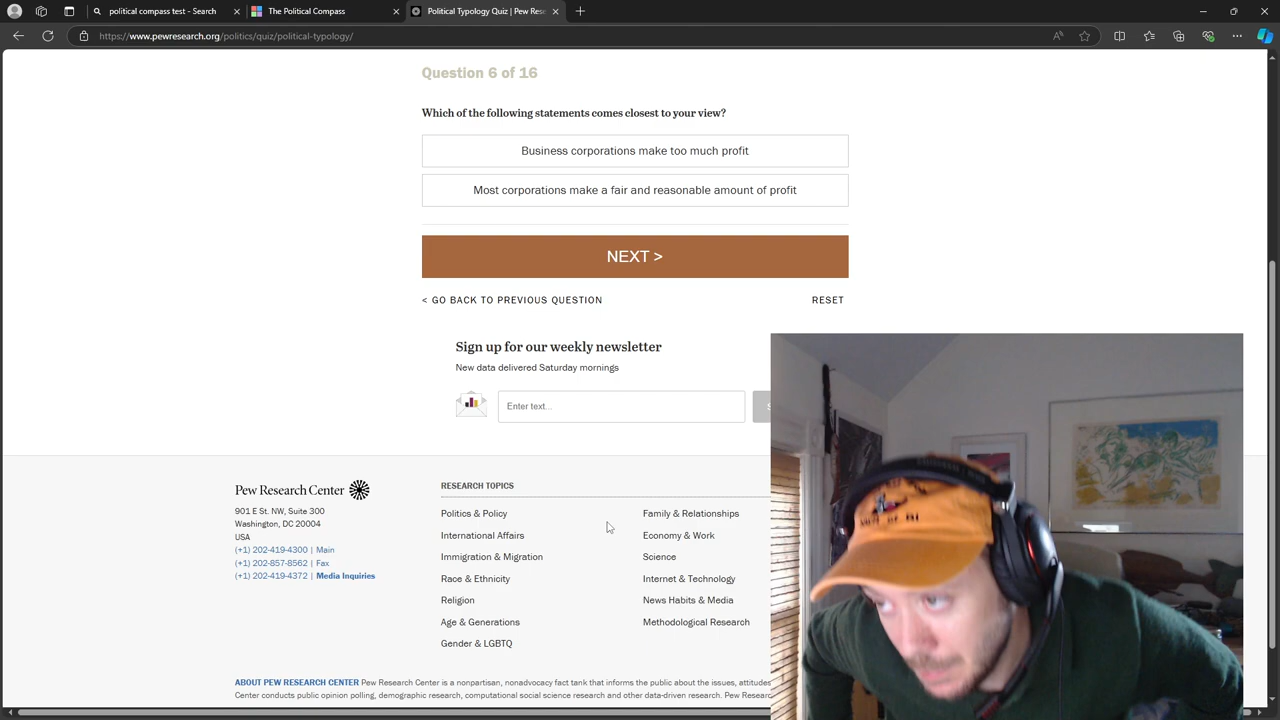 political compass test - Search
The Political Compass
Political Typology Quiz | Pew Rese
https://www.pewresearch.org/politics/quiz/political-typology/
Question 6 of 16
Which of the following statements comes closest to your view?
Business corporations make too much profit
Most corporations make a fair and reasonable amount of profit
NEXT >
< GO BACK TO PREVIOUS QUESTION
RESET
Sign up for our weekly newsletter
New data delivered Saturday mornings
Enter text...
Pew Research Center
901 E St. NW, Suite 300
Washington, DC 20004
USA
(+1) 202-419-4300 | Main
(+1) 202-857-8562 | Fax
(+1) 202-419-4372 | Media Inquiries
RESEARCH TOPICS
Politics & Policy
International Affairs
Immigration & Migration
Race & Ethnicity
Religion
Age & Generations
Gender & LGBTQ
Family & Relationships
Economy & Work
Science
Internet & Technology
News Habits & Media
Methodological Research
ABOUT PEW RESEARCH CENTER Pew Research Center is a nonpartisan, nonadvocacy fact tank that informs the public about the issues, attitudes
Center conducts public opinion polling, demographic research, computational social science research and other data-driven research. Pew Researc